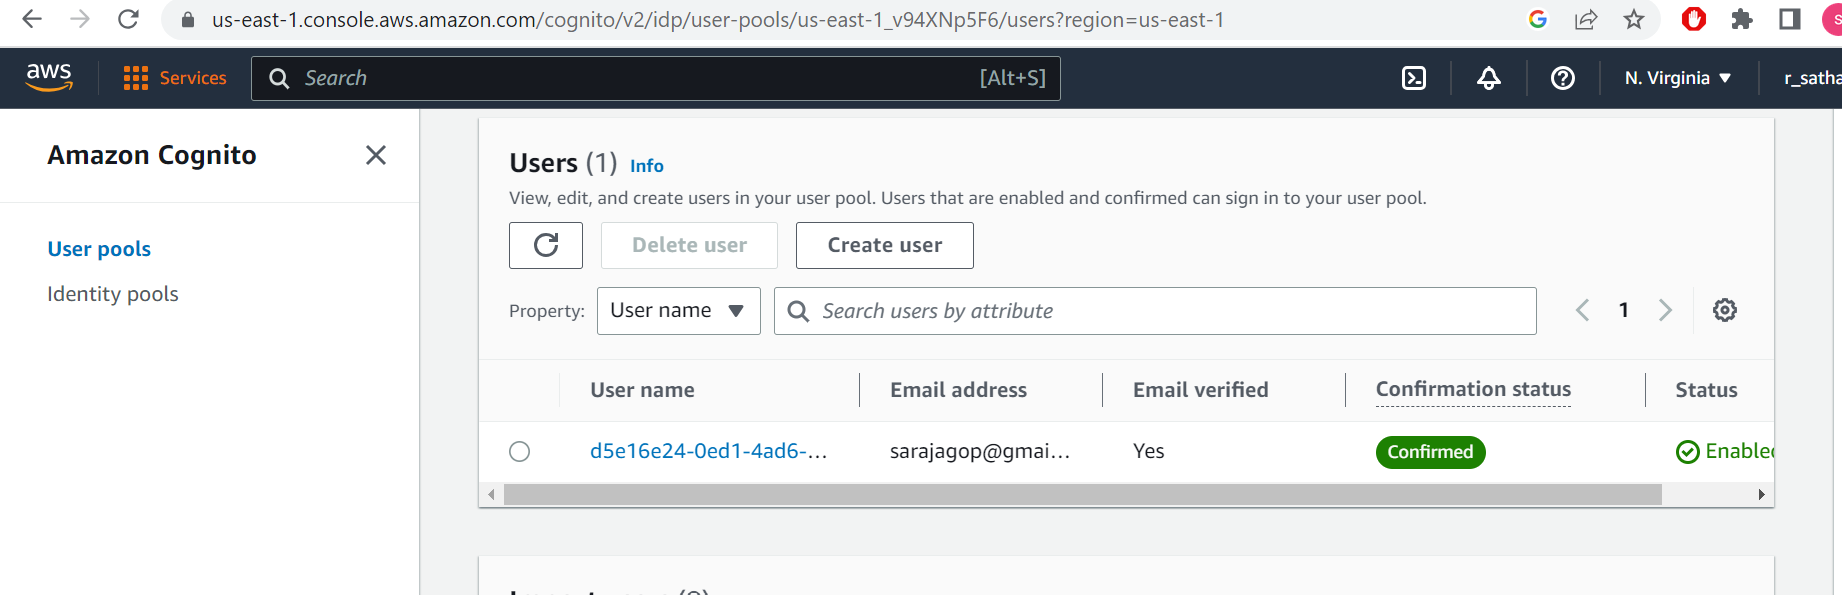 us-east-1.console.aws.amazon.com/cognito/v2/idp/user-pools/us-east-1_v94XNp5F6/users?region=us-east-1
aws Services Search [Alt+S] N. Virginia r_satha
Amazon Cognito
User pools
Identity pools
Users (1) Info
View, edit, and create users in your user pool. Users that are enabled and confirmed can sign in to your user pool.
Delete user Create user
Property: User name Search users by attribute 1
User name Email address Email verified Confirmation status Status
d5e16e24-0ed1-4ad6-... sarajagop@gmai... Yes Confirmed Enabled